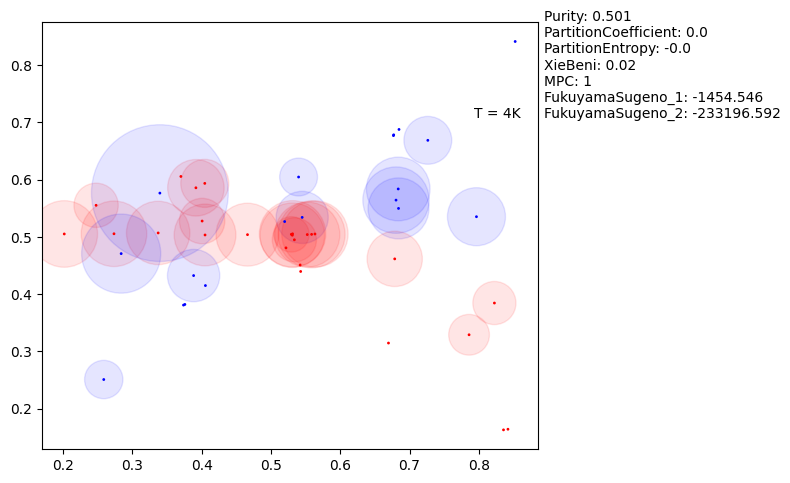 Purity: 0.501
PartitionCoefficient: 0.0
PartitionEntropy: -0.0
XieBeni: 0.02
MPC: 1
FukuyamaSugeno_1: -1454.546
FukuyamaSugeno_2: -233196.592
T = 4K
0.8
0.7
0.6
0.5
0.4
0.3
0.2
0.2 0.3 0.4 0.5 0.6 0.7 0.8